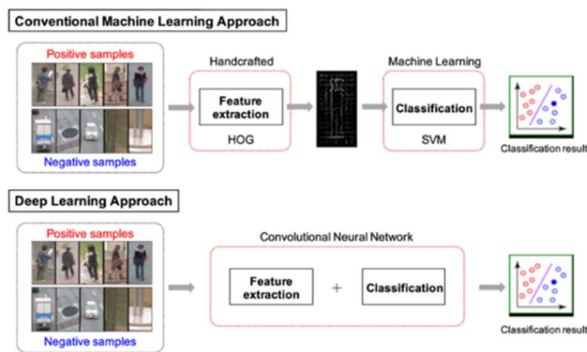 Conventional Machine Learning Approach
Positive samples
Negative samples
Handcrafted
Feature
extraction
HOG
Machine Learning
Classification
SVM
Classification result
Deep Learning Approach
Positive samples
Negative samples
Convolutional Neural Network
Feature
extraction
+
Classification
Classification result